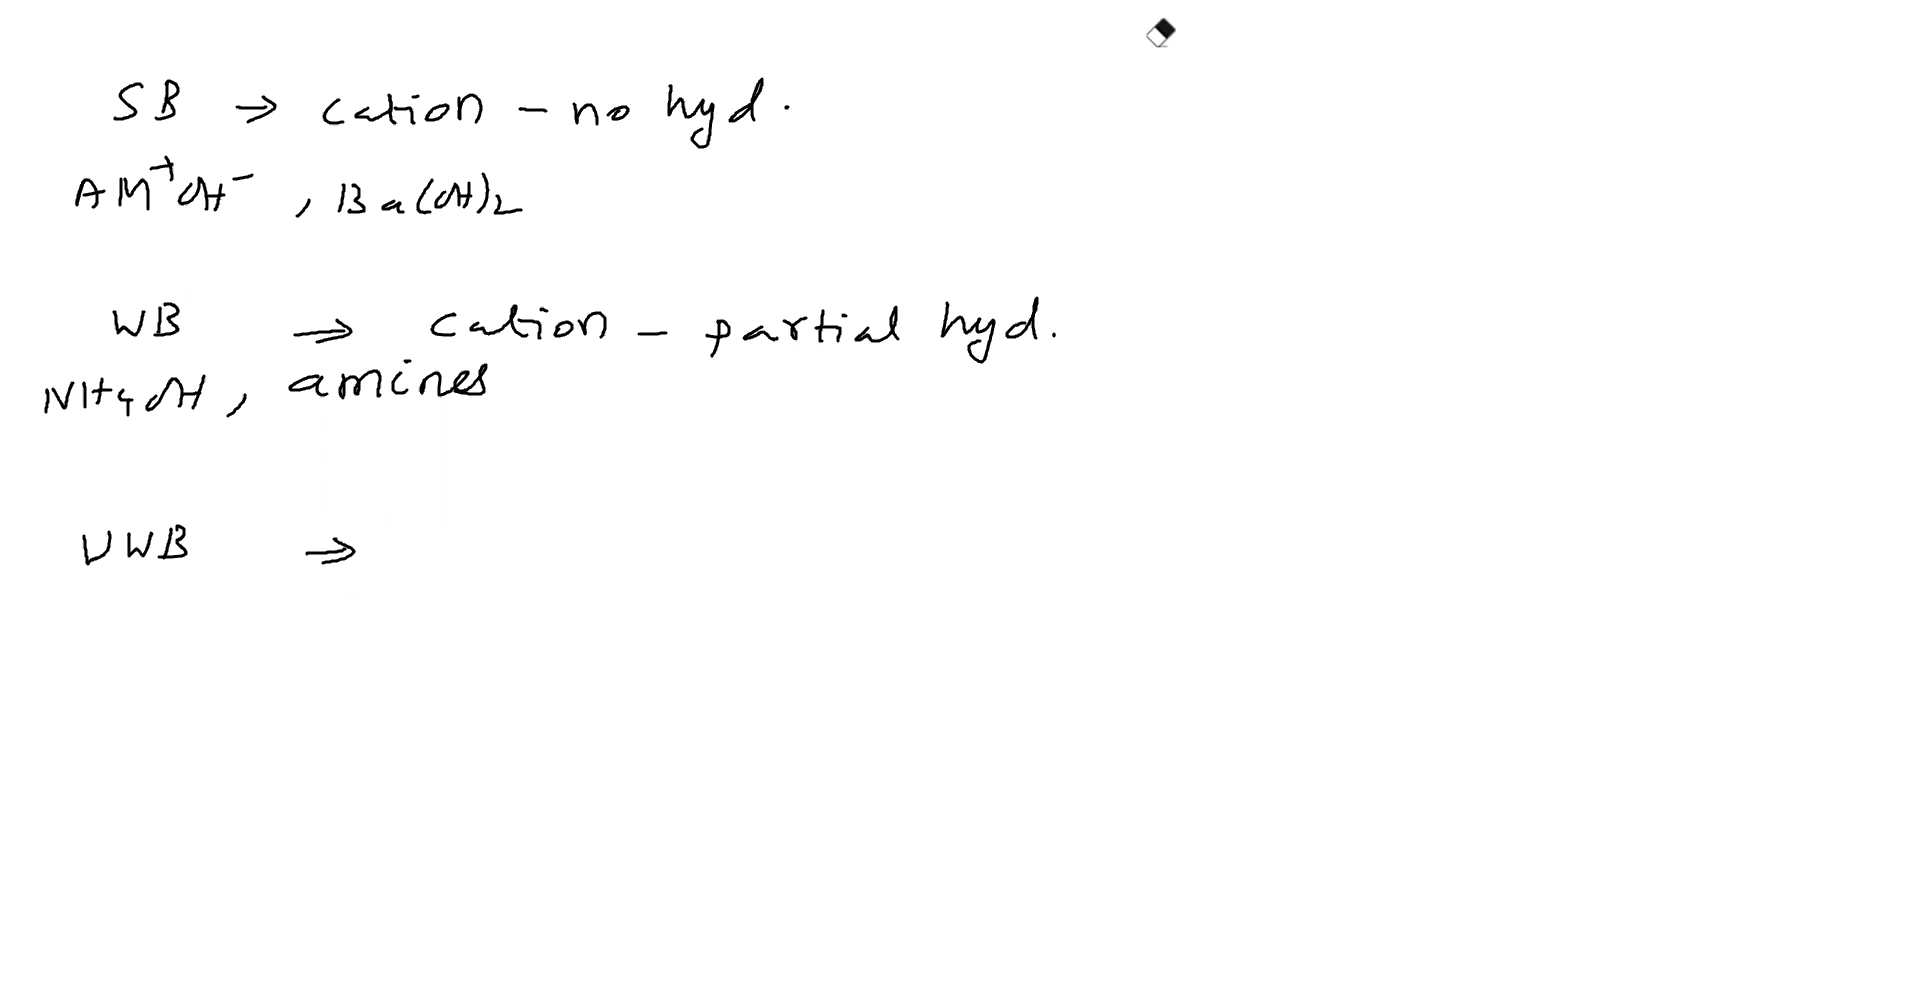 SB ⇒ cation - no hyd.
AM⁺OH⁻, Ba(OH)₂
WB ⇒ cation - partial hyd.
NH₄OH, amines
VWB ⇒